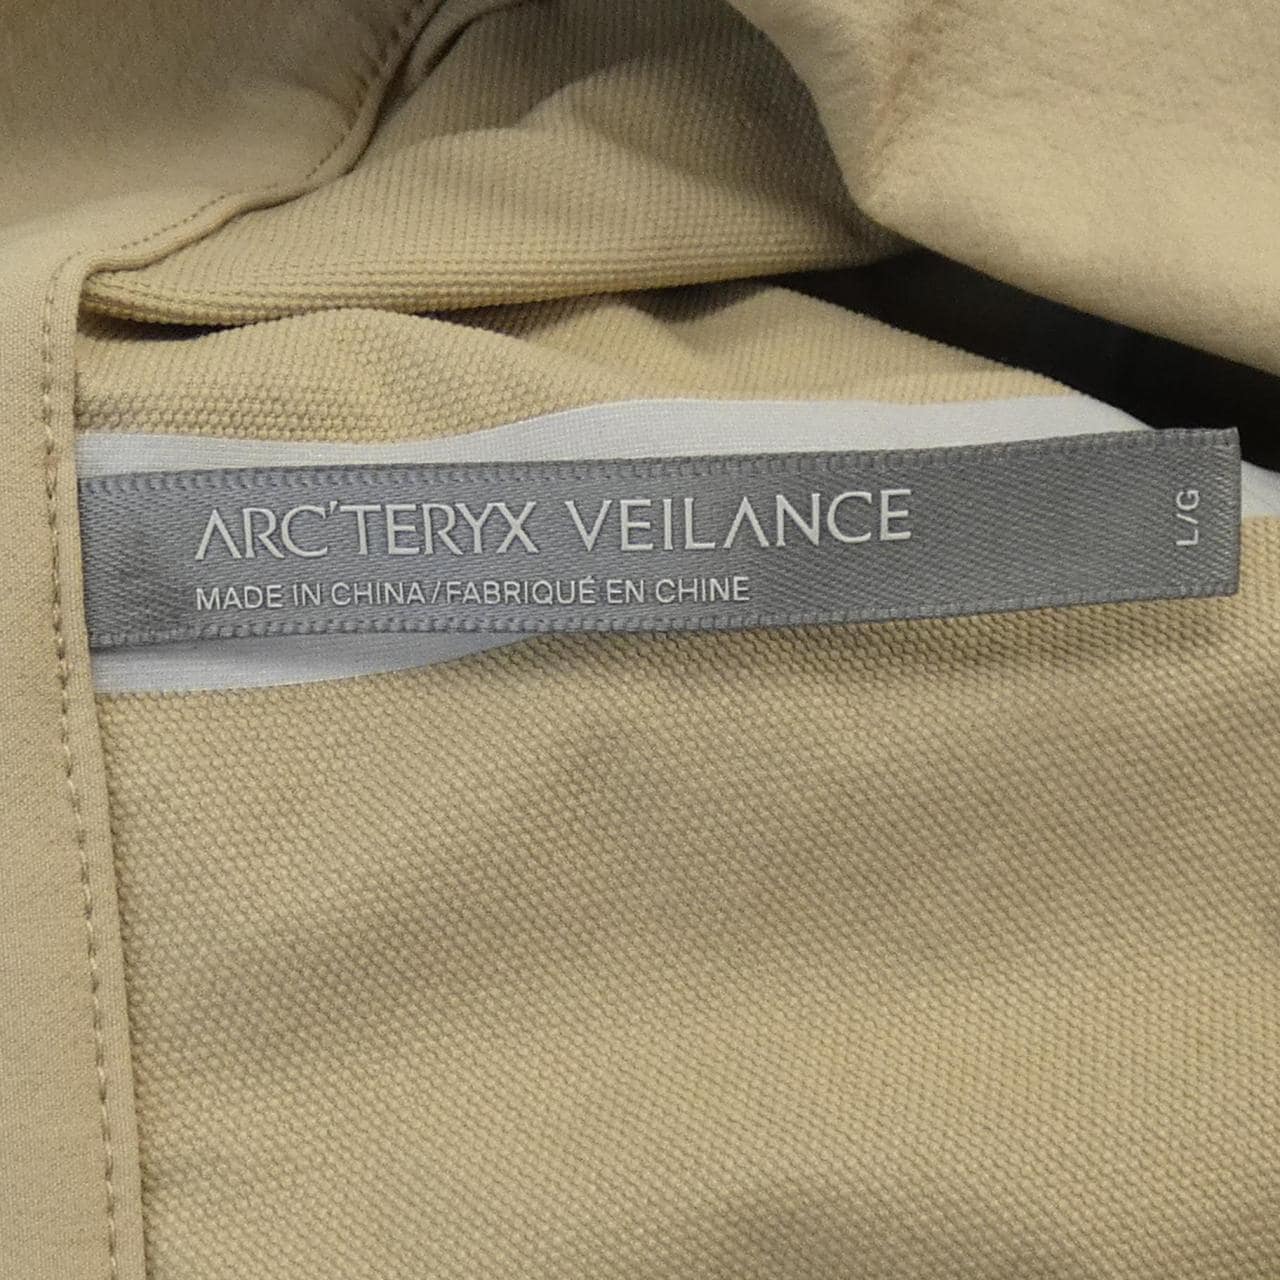 ARC'TERYX VEILANCE
MADE IN CHINA/FABRIQUÉ EN CHINE
L/G